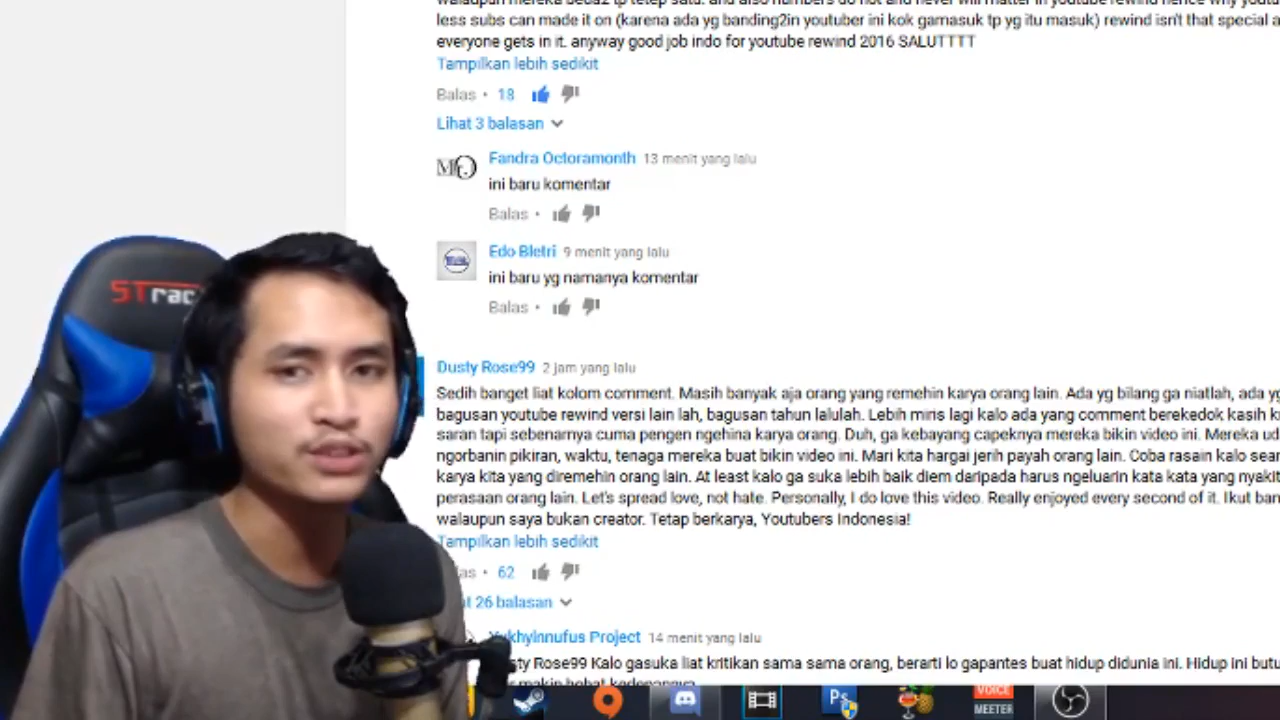 walaupun mereka beda2 tp tetep satu. and also numbers do not and never will matter in youtube rewind hence why
less subs can made it on (karena ada yg banding2in youtuber ini kok gamasuk tp yg itu masuk) rewind isn't that special
everyone gets in it. anyway good job indo for youtube rewind 2016 SALUTTTT
Tampilkan lebih sedikit
Balas • 18
Lihat 3 balasan
Fandra Octoramonth 13 menit yang lalu
ini baru komentar
Balas •
Edo Bletri 9 menit yang lalu
ini baru yg namanya komentar
Balas •
STrac
Dusty Rose99 2 jam yang lalu
Sedih banget liat kolom comment. Masih banyak aja orang yang remehin karya orang lain. Ada yg bilang ga niatlah, ada
bagusan youtube rewind versi lain lah, bagusan tahun lalulah. Lebih miris lagi kalo ada yang comment berekedok kasih
saran tapi sebenarnya cuma pengen ngehina karya orang. Duh, ga kebayang capeknya mereka bikin video ini. Mereka
ngorbanin pikiran, waktu, tenaga mereka buat bikin video ini. Mari kita hargai jerih payah orang lain. Coba rasain kalo
karya kita yang diremehin orang lain. At least kalo ga suka lebih baik diem daripada harus ngeluarin kata kata yang
perasaan orang lain. Let's spread love, not hate. Personally, I do love this video. Really enjoyed every second of it. Ikut
walaupun saya bukan creator. Tetap berkarya, Youtubers Indonesia!
Tampilkan lebih sedikit
las • 62
26 balasan
Yukhyinnufus Project 14 menit yang lalu
sty Rose99 Kalo gasuka liat kritikan sama sama orang, berarti lo gapantes buat hidup didunia ini. Hidup ini
makin hebat kedepannya
Ps
VOICE
MEETER